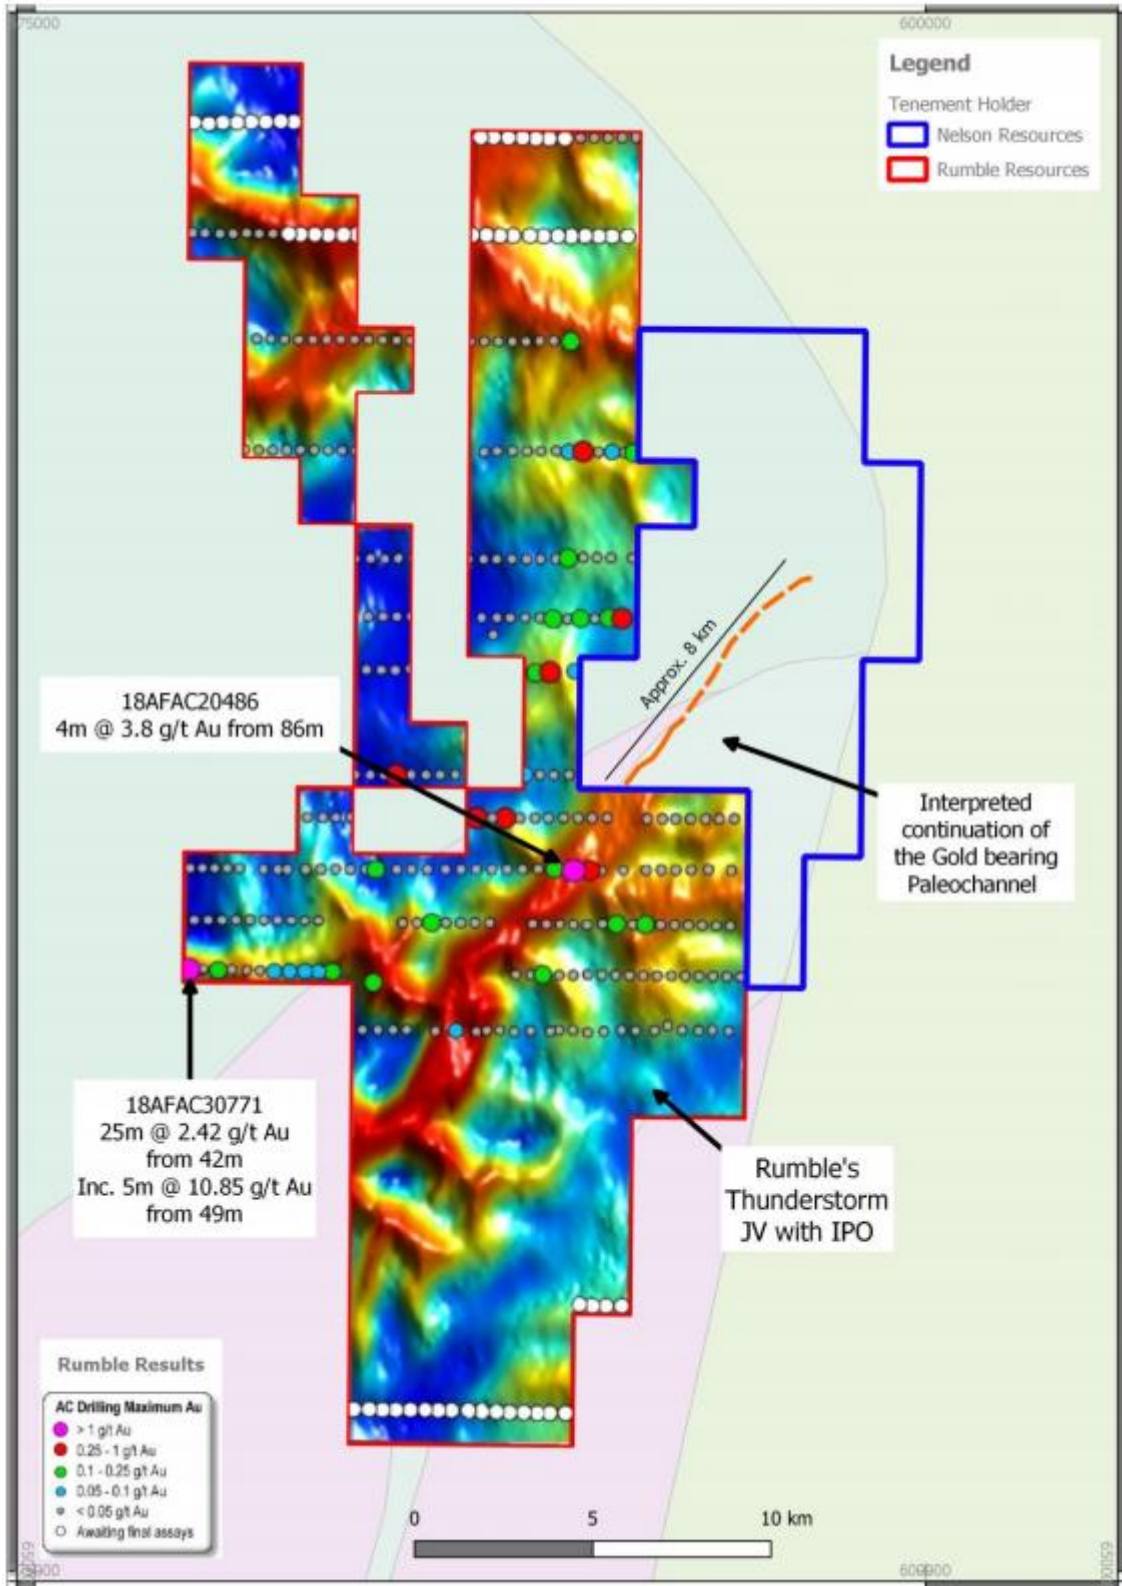 75000
600000
Legend
Tenement Holder
Nelson Resources
Rumble Resources
Approx. 8 km
18AFAC20486
4m @ 3.8 g/t Au from 86m
Interpreted
continuation of
the Gold bearing
Paleochannel
18AFAC30771
25m @ 2.42 g/t Au
from 42m
Inc. 5m @ 10.85 g/t Au
from 49m
Rumble's
Thunderstorm
JV with IPO
Rumble Results
AC Drilling Maximum Au
> 1 g/t Au
0.25 - 1 g/t Au
0.1 - 0.25 g/t Au
0.05 - 0.1 g/t Au
< 0.05 g/t Au
Awaiting final assays
0
5
10 km